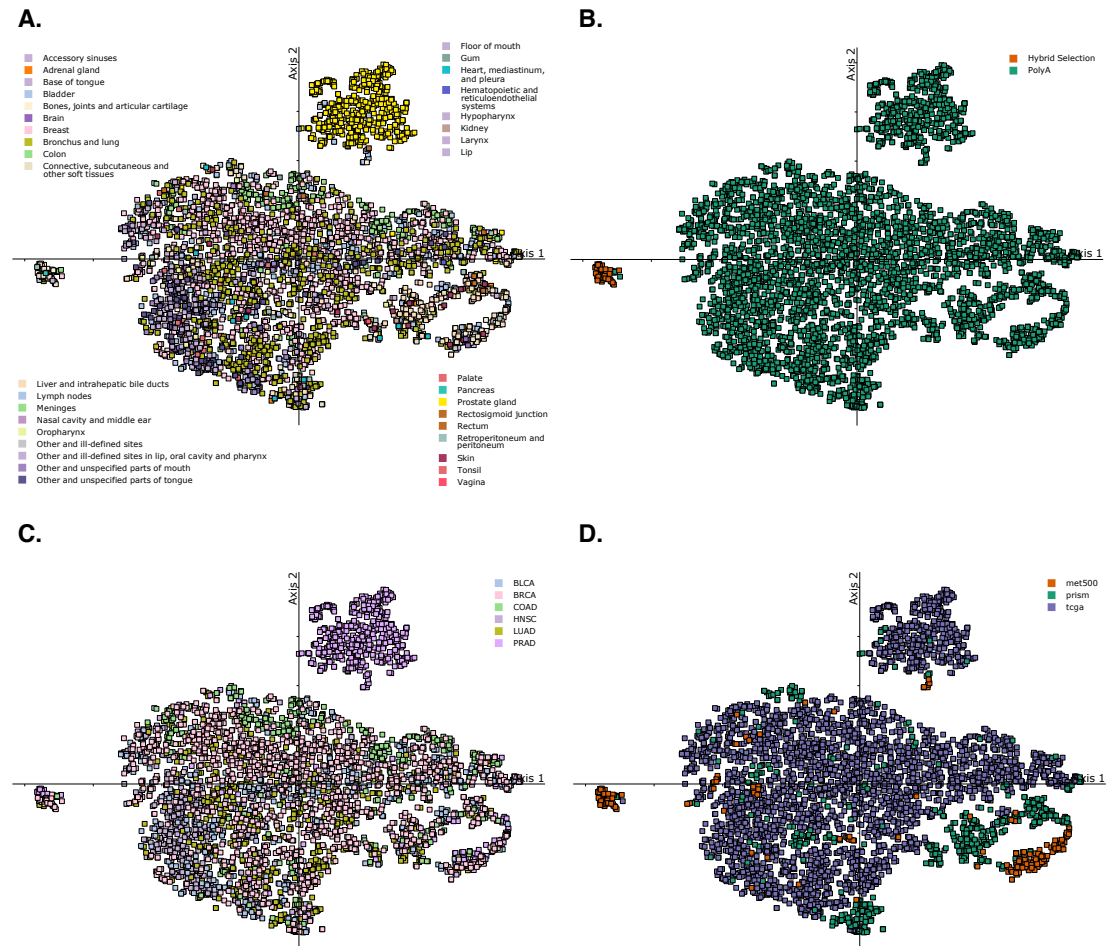 A.
Accessory sinuses
Adrenal gland
Base of tongue
Bladder
Bones, joints and articular cartilage
Brain
Breast
Bronchus and lung
Colon
Connective, subcutaneous and
other soft tissues
Axis 2
Floor of mouth
Gum
Heart, mediastinum,
and pleura
Hematopoietic and
reticuloendothelial
systems
Hypopharynx
Kidney
Larynx
Lip
Axis 1
Liver and intrahepatic bile ducts
Lymph nodes
Meninges
Nasal cavity and middle ear
Oropharynx
Other and ill-defined sites
Other and ill-defined sites in lip, oral cavity and pharynx
Other and unspecified parts of mouth
Other and unspecified parts of tongue
Palate
Pancreas
Prostate gland
Rectosigmoid junction
Rectum
Retroperitoneum and
peritoneum
Skin
Tonsil
Vagina
B.
Axis 2
Hybrid Selection
PolyA
Axis 1
C.
Axis 2
BLCA
BRCA
COAD
HNSC
LUAD
PRAD
Axis 1
D.
Axis 2
met500
prism
tcga
Axis 1